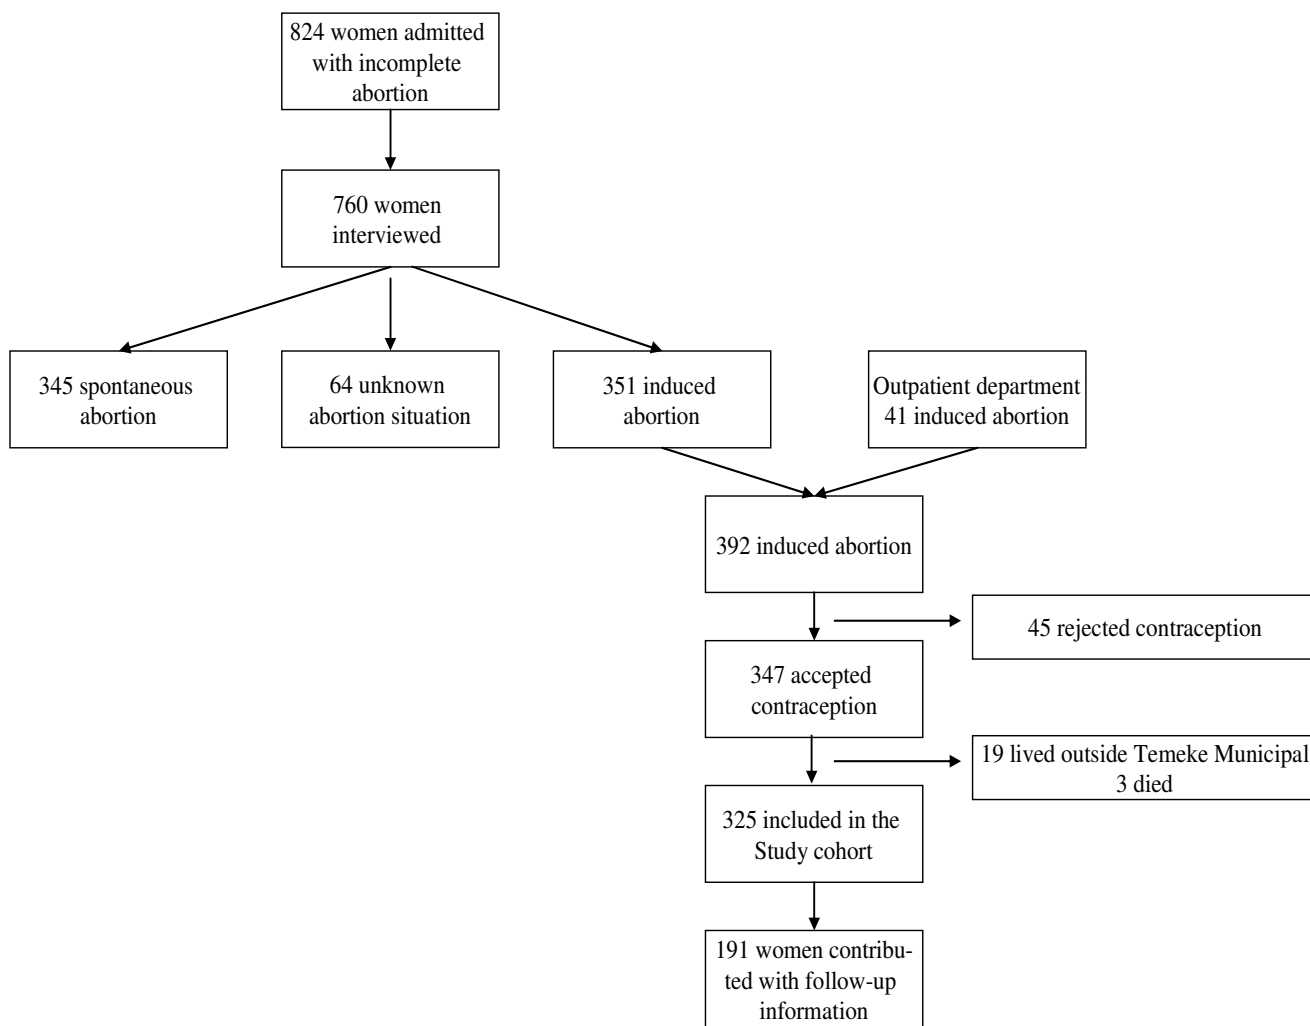 824 women admitted
with incomplete
abortion
760 women
interviewed
345 spontaneous
abortion
64 unknown
abortion situation
351 induced
abortion
Outpatient department
41 induced abortion
392 induced abortion
45 rejected contraception
347 accepted
contraception
19 lived outside Temeke Municipal
3 died
325 included in the
Study cohort
191 women contribu-
ted with follow-up
information